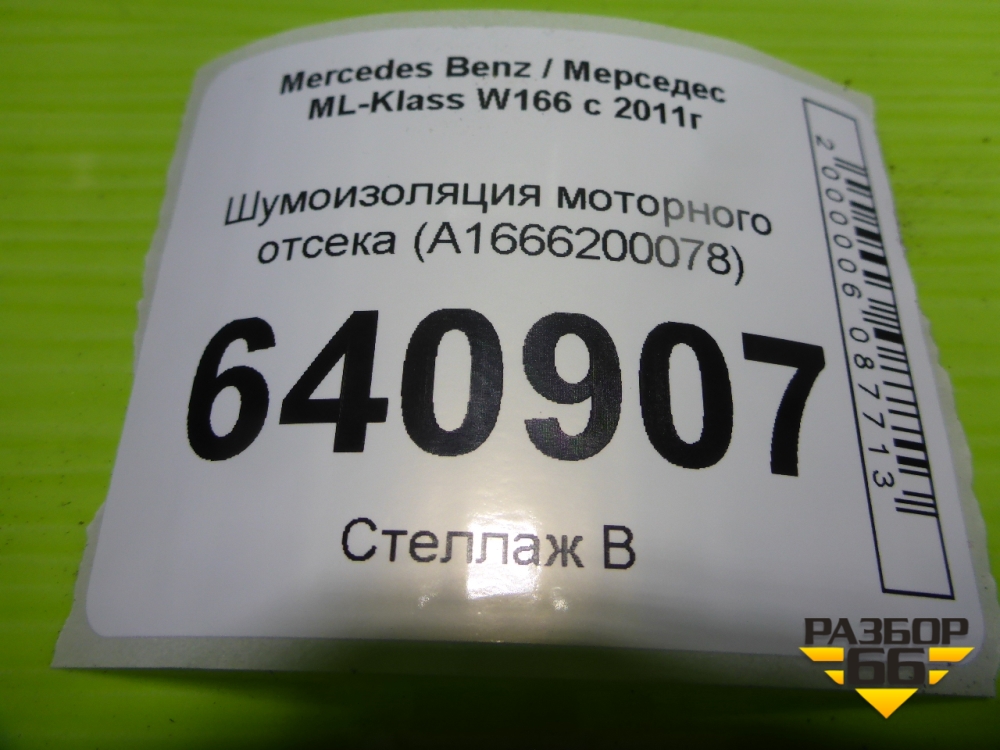 Mercedes Benz / Мерседес
ML-Klass W166 с 2011г
Шумоизоляция моторного
отсека (A1666200078)
640907
Стеллаж В
2000006087713
РАЗБОР
66